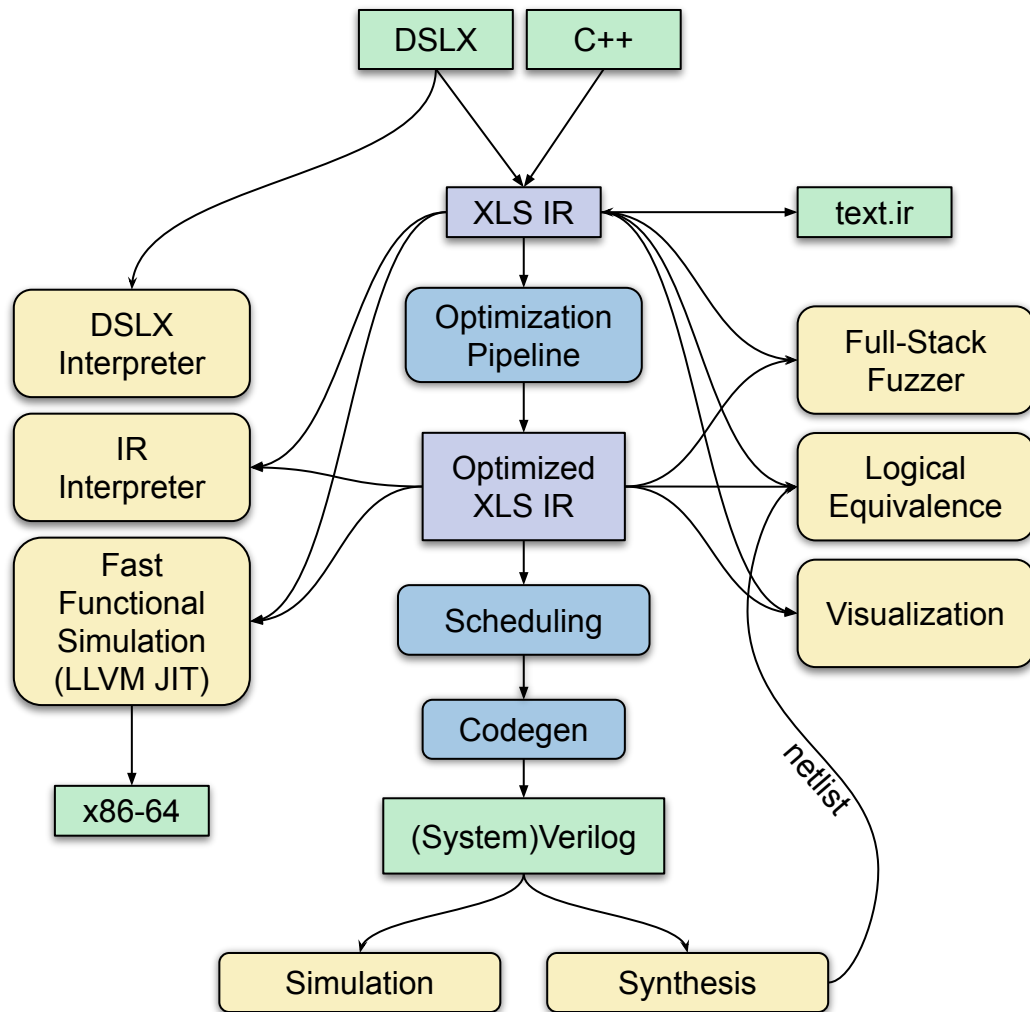 DSLX
C++
XLS IR
text.ir
DSLX
Interpreter
Optimization
Pipeline
Full-Stack
Fuzzer
IR
Interpreter
Optimized
XLS IR
Logical
Equivalence
Fast
Functional
Simulation
(LLVM JIT)
Scheduling
Visualization
Codegen
netlist
x86-64
(System)Verilog
Simulation
Synthesis